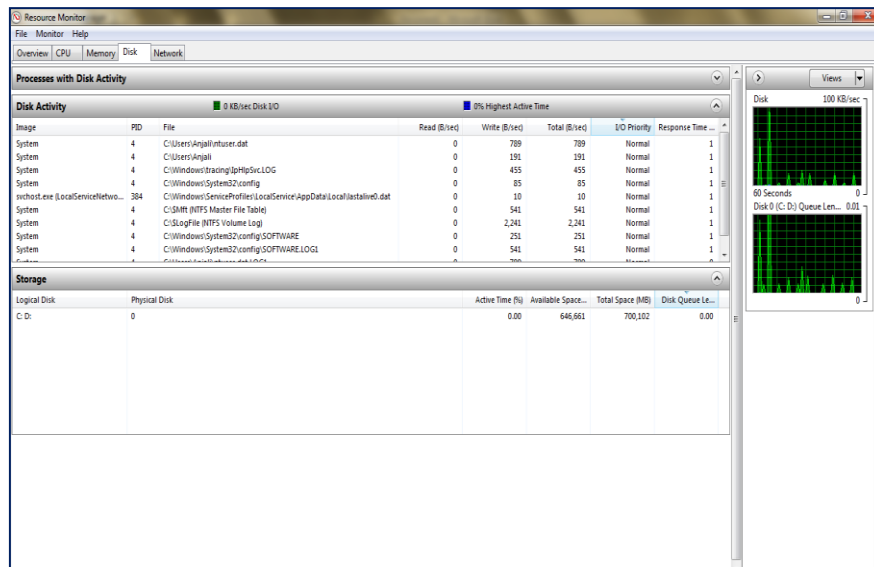 Resource Monitor
File Monitor Help
Overview CPU Memory Disk Network
Processes with Disk Activity
Disk Activity 0 KB/sec Disk I/O 0% Highest Active Time
Image PID File Read (B/sec) Write (B/sec) Total (B/sec) I/O Priority Response Time ...
System 4 C:\Users\Anjali\ntuser.dat 0 789 789 Normal 1
System 4 C:\Users\Anjali 0 191 191 Normal 1
System 4 C:\Windows\tracing\IpHlpSvc.LOG 0 455 455 Normal 1
System 4 C:\Windows\System32\config 0 85 85 Normal 1
svchost.exe (LocalServiceNetwo... 384 C:\Windows\ServiceProfiles\LocalService\AppData\Local\lastalive0.dat 0 10 10 Normal 1
System 4 C:\$Mft (NTFS Master File Table) 0 541 541 Normal 1
System 4 C:\$LogFile (NTFS Volume Log) 0 2,241 2,241 Normal 1
System 4 C:\Windows\System32\config\SOFTWARE 0 251 251 Normal 1
System 4 C:\Windows\System32\config\SOFTWARE.LOG1 0 541 541 Normal 1
Storage
Logical Disk Physical Disk Active Time (%) Available Space... Total Space (MB) Disk Queue Le...
C: D: 0 0.00 646,661 700,102 0.00
Views
Disk 100 KB/sec
60 Seconds 0
Disk 0 (C: D:) Queue Len... 0.01
0